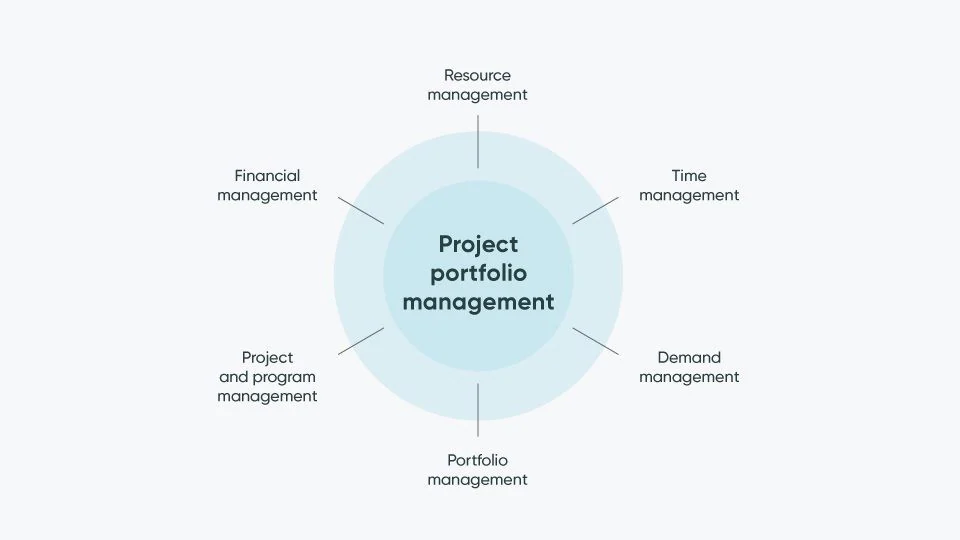 Resource
management
Financial
management
Time
management
Project
portfolio
management
Project
and program
management
Demand
management
Portfolio
management